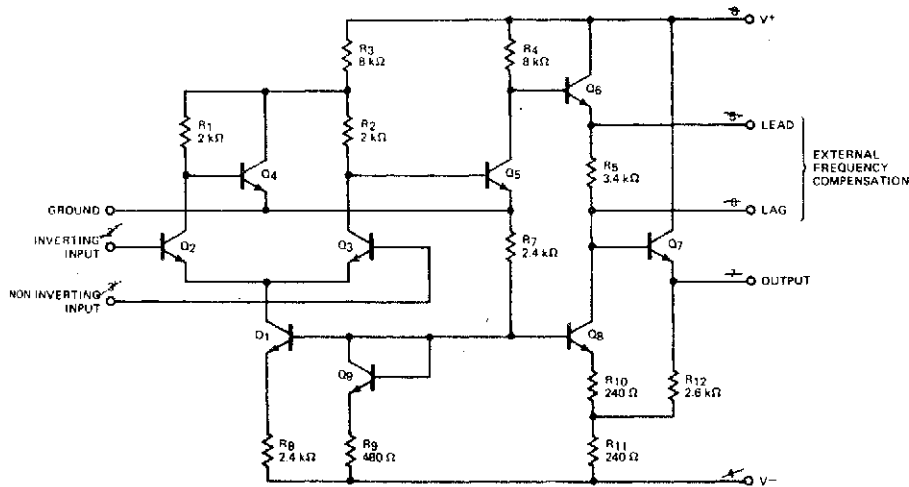 V+
R3
8 kΩ
R4
8 kΩ
Q6
LEAD
R1
2 kΩ
R2
2 kΩ
Q4
Q5
R5
3.4 kΩ
EXTERNAL
FREQUENCY
COMPENSATION
GROUND
LAG
INVERTING
INPUT
Q2
Q3
R7
2.4 kΩ
Q7
NON INVERTING
INPUT
OUTPUT
Q8
Q9
R10
240 Ω
R12
2.6 kΩ
R8
2.4 kΩ
R9
480 Ω
R11
240 Ω
V−